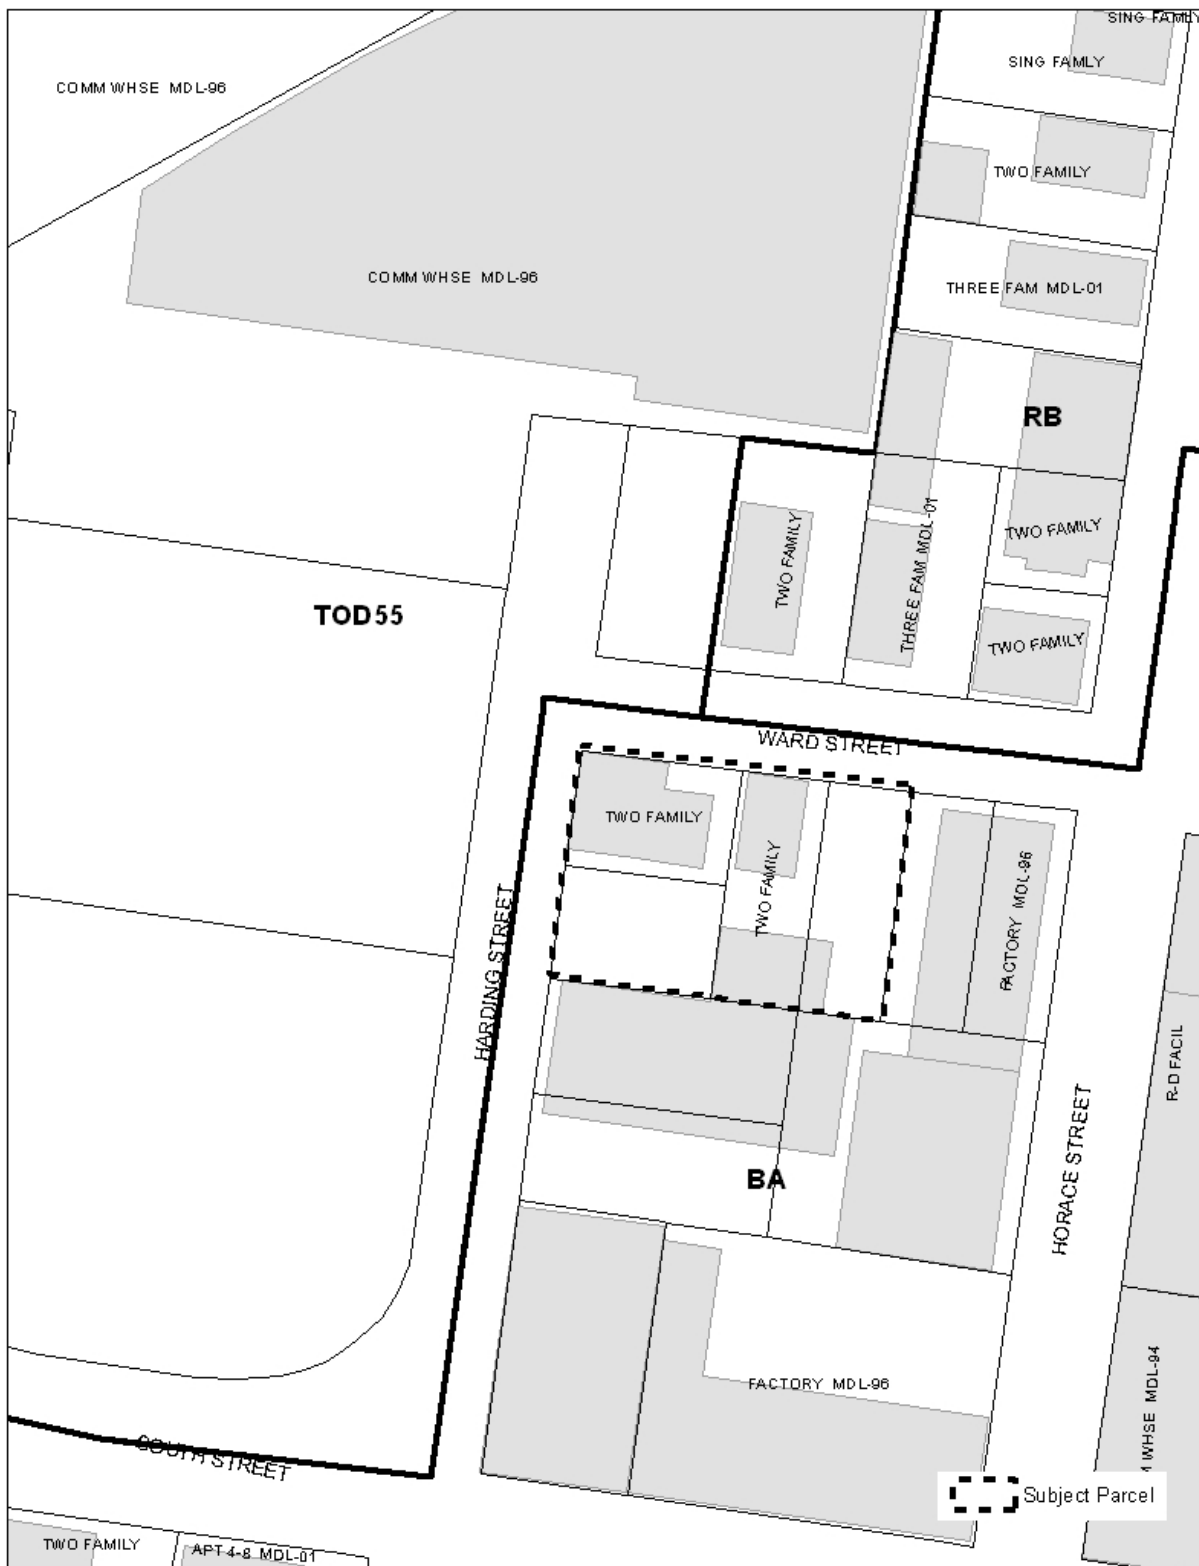 SING FAMILY
SING FAMLY
COMM WHSE MDL-96
TWO FAMILY
COMM WHSE MDL-96
THREE FAM MDL-01
RB
TWO FAMILY
THREE FAM MDL-01
TWO FAMILY
TOD55
TWO FAMILY
WARD STREET
TWO FAMILY
TWO FAMILY
FACTORY MDL-96
HARDING STREET
R-D FACIL
HORACE STREET
BA
FACTORY MDL-96
M WHSE MDL-94
SOUTH STREET
Subject Parcel
TWO FAMILY
APT 4-8 MDL-01